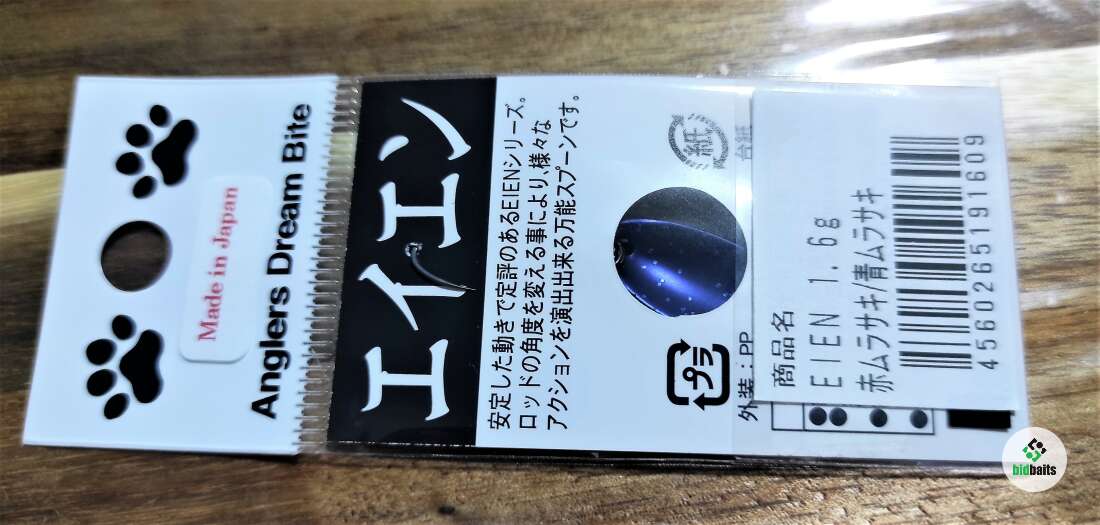 Made in Japan
Anglers Dream Bite
エイエン
安定した動きで定評のあるEIENシリーズ。
ロッドの角度を変える事により、様々な
アクションを演出出来る万能スプーンです。
紙
台紙
プラ
外装：PP
商品名
EIEN 1.6g
赤ムラサキ/青ムラサキ
4560265191609
bidbaits